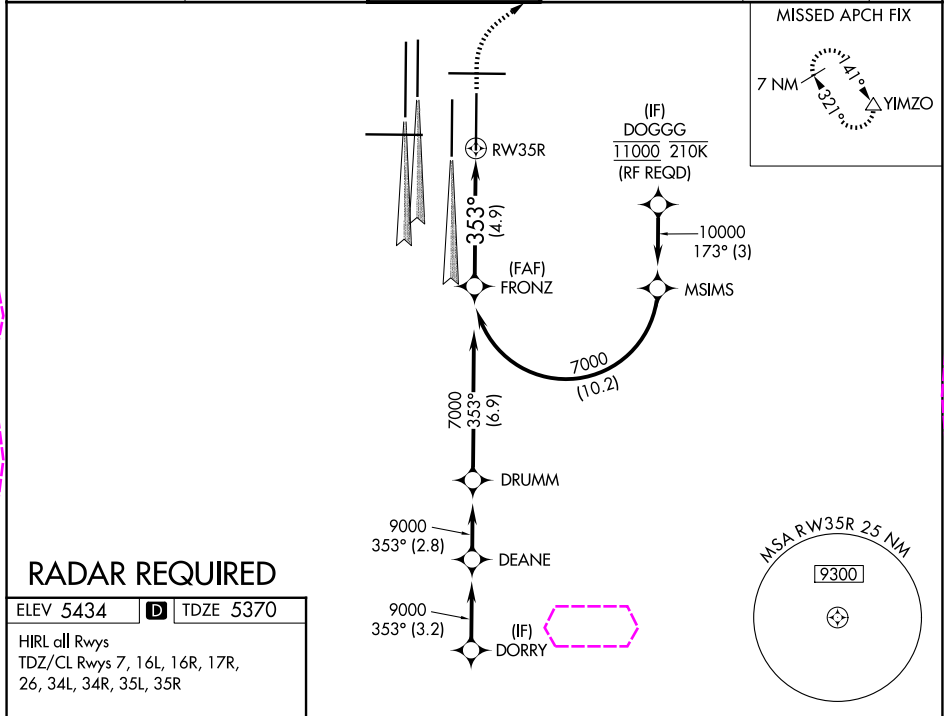 MISSED APCH FIX
7 NM
141°
321°
YIMZO
(IF)
DOGGG
11000 210K
(RF REQD)
RW35R
353°
(4.9)
10000
173° (3)
(FAF)
FRONZ
MSIMS
7000
(10.2)
7000
353°
(6.9)
DRUMM
9000
353° (2.8)
DEANE
9000
353° (3.2)
(IF)
DORRY
MSA RW35R 25 NM
9300
RADAR REQUIRED
ELEV 5434 D TDZE 5370
HIRL all Rwys
TDZ/CL Rwys 7, 16L, 16R, 17R,
26, 34L, 34R, 35L, 35R